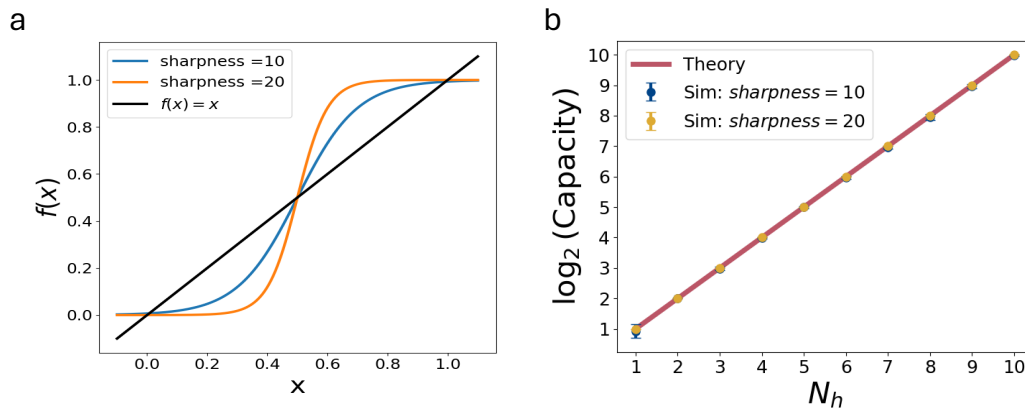 a
sharpness =10
sharpness =20
f(x) = x
1.0
0.8
0.6
0.4
0.2
0.0
f(x)
0.0 0.2 0.4 0.6 0.8 1.0
x
b
Theory
Sim: sharpness = 10
Sim: sharpness = 20
10
9
8
7
6
5
4
3
2
1
log₂ (Capacity)
1 2 3 4 5 6 7 8 9 10
Nₕ